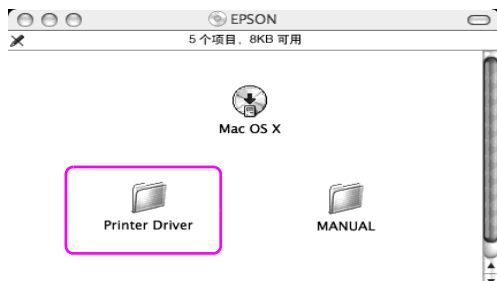 EPSON
5 个项目，8KB 可用
Mac OS X
Printer Driver
MANUAL